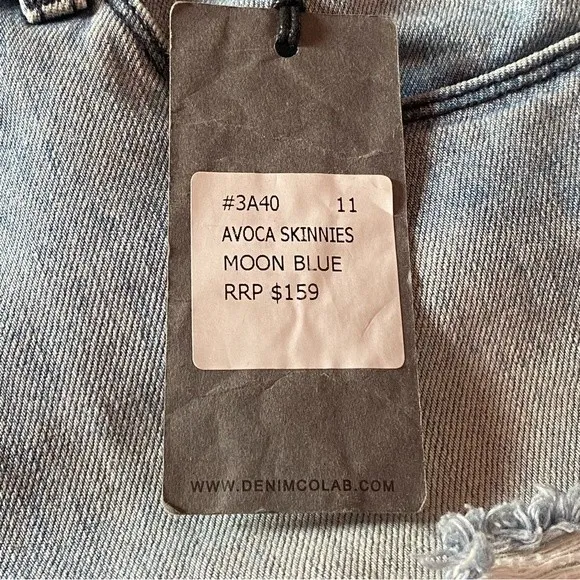 #3A40 11
AVOCA SKINNIES
MOON BLUE
RRP $159
WWW.DENIMCOLAB.COM